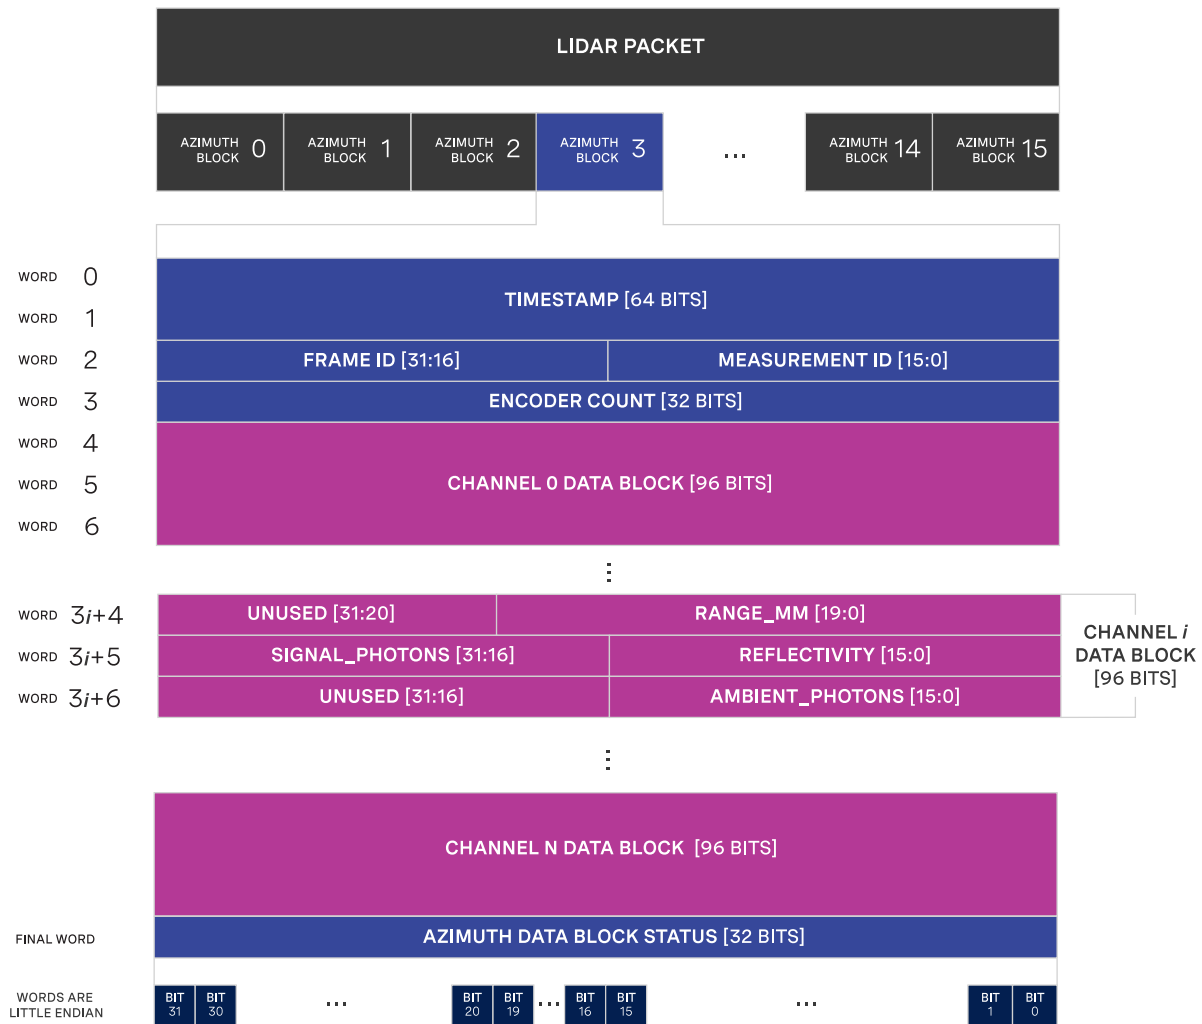 LIDAR PACKET
AZIMUTH BLOCK 0
AZIMUTH BLOCK 1
AZIMUTH BLOCK 2
AZIMUTH BLOCK 3
...
AZIMUTH BLOCK 14
AZIMUTH BLOCK 15
WORD 0
TIMESTAMP [64 BITS]
WORD 1
WORD 2
FRAME ID [31:16]
MEASUREMENT ID [15:0]
WORD 3
ENCODER COUNT [32 BITS]
WORD 4
WORD 5
CHANNEL 0 DATA BLOCK [96 BITS]
WORD 6
WORD 3i+4
UNUSED [31:20]
RANGE_MM [19:0]
WORD 3i+5
SIGNAL_PHOTONS [31:16]
REFLECTIVITY [15:0]
WORD 3i+6
UNUSED [31:16]
AMBIENT_PHOTONS [15:0]
CHANNEL i
DATA BLOCK
[96 BITS]
CHANNEL N DATA BLOCK [96 BITS]
FINAL WORD
AZIMUTH DATA BLOCK STATUS [32 BITS]
WORDS ARE
LITTLE ENDIAN
BIT 31
BIT 30
...
BIT 20
BIT 19
...
BIT 16
BIT 15
...
BIT 1
BIT 0